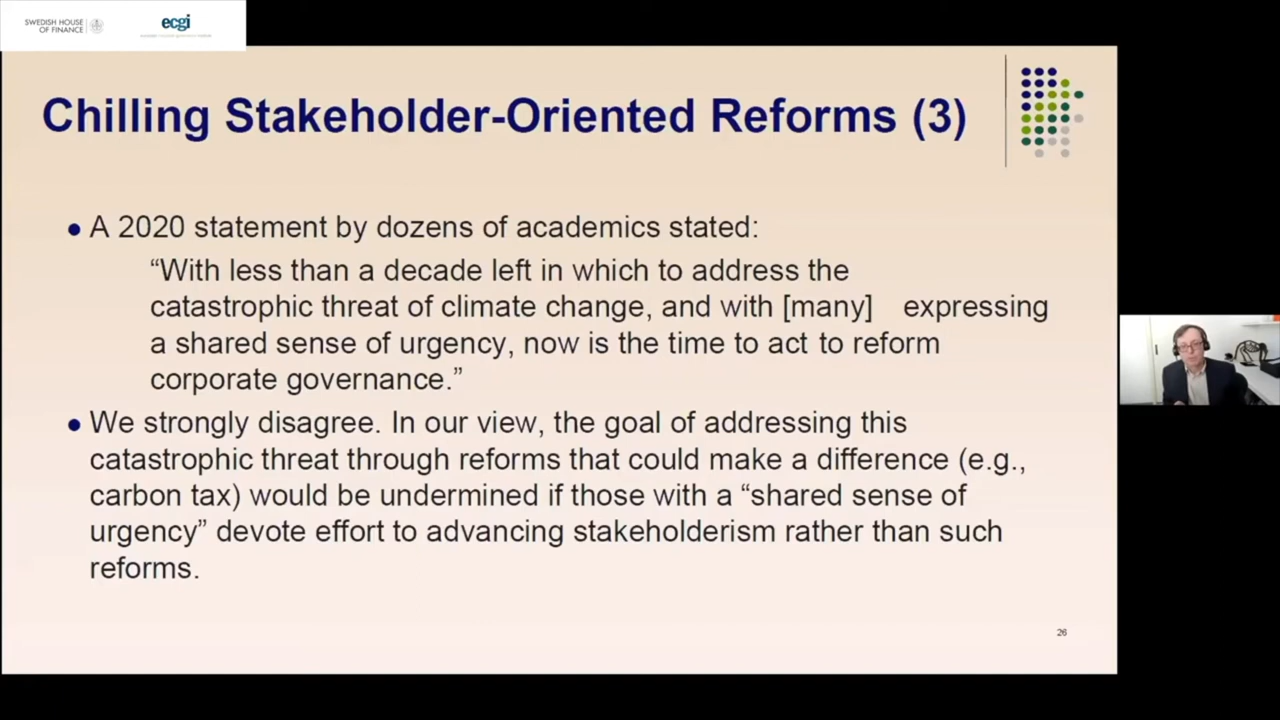 SWEDISH HOUSE
OF FINANCE
ecgi
Chilling Stakeholder-Oriented Reforms (3)
● A 2020 statement by dozens of academics stated:
“With less than a decade left in which to address the
catastrophic threat of climate change, and with [many] expressing
a shared sense of urgency, now is the time to act to reform
corporate governance.”
● We strongly disagree. In our view, the goal of addressing this
catastrophic threat through reforms that could make a difference (e.g.,
carbon tax) would be undermined if those with a “shared sense of
urgency” devote effort to advancing stakeholderism rather than such
reforms.
26